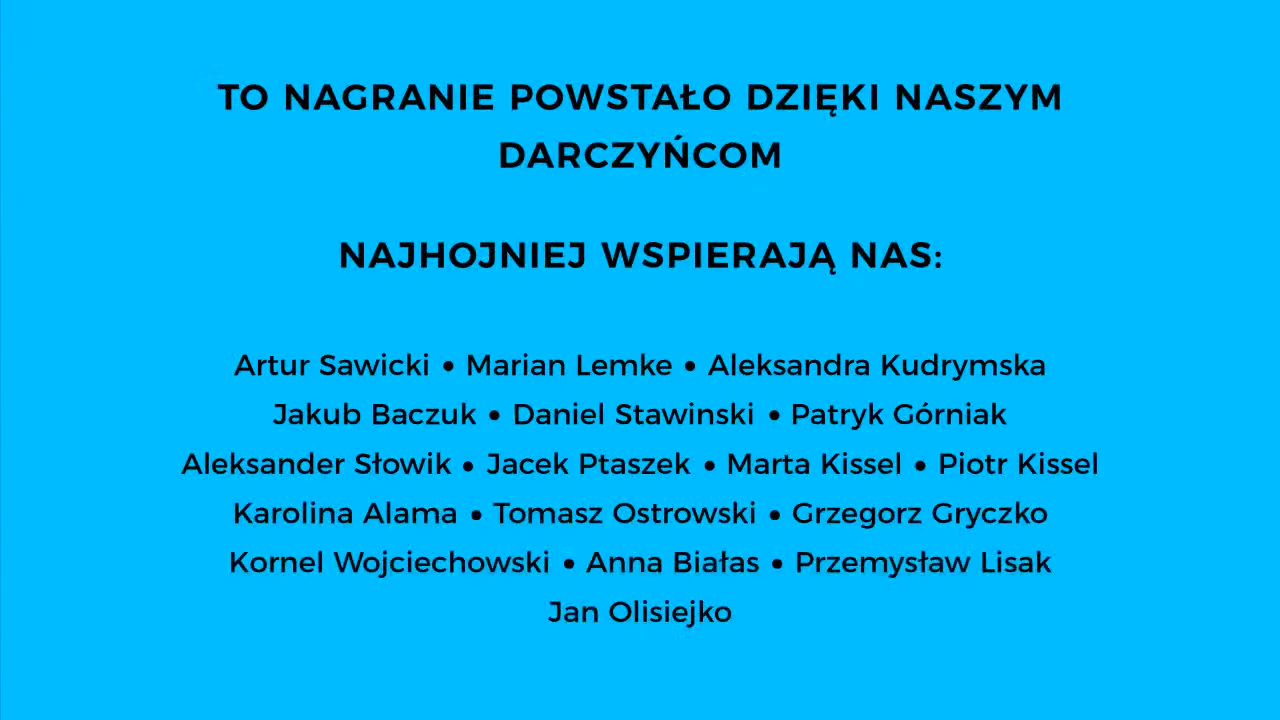 TO NAGRANIE POWSTAŁO DZIĘKI NASZYM
DARCZYŃCOM
NAJHOJNIEJ WSPIERAJĄ NAS:
Artur Sawicki • Marian Lemke • Aleksandra Kudrymska
Jakub Baczuk • Daniel Stawinski • Patryk Górniak
Aleksander Słowik • Jacek Ptaszek • Marta Kissel • Piotr Kissel
Karolina Alama • Tomasz Ostrowski • Grzegorz Gryczko
Kornel Wojciechowski • Anna Białas • Przemysław Lisak
Jan Olisiejko